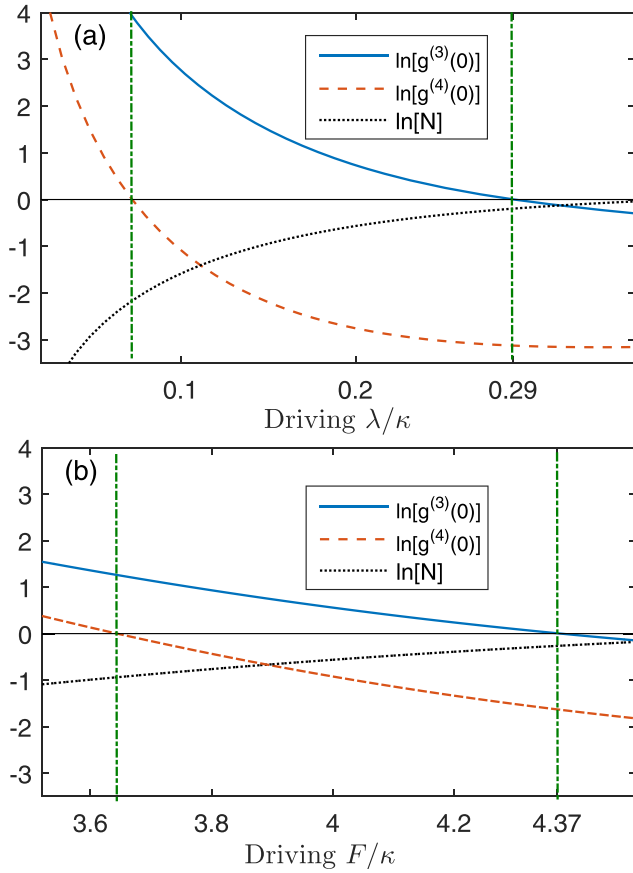 (a)
4
3
2
1
0
-1
-2
-3
ln[g^(3)(0)]
ln[g^(4)(0)]
ln[N]
0.1 0.2 0.29
Driving λ/κ
(b)
4
3
2
1
0
-1
-2
-3
ln[g^(3)(0)]
ln[g^(4)(0)]
ln[N]
3.6 3.8 4 4.2 4.37
Driving F/κ